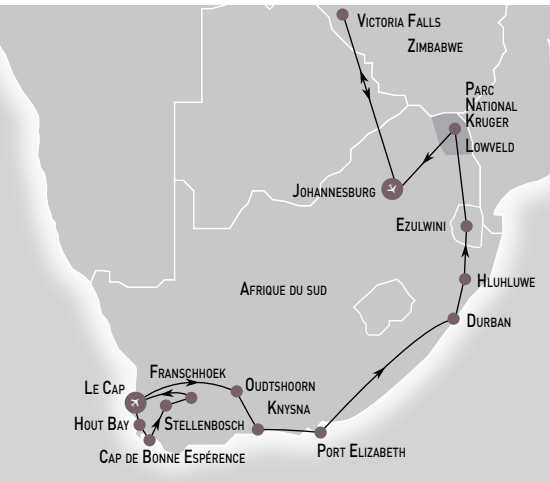 VICTORIA FALLS
ZIMBABWE
PARC
NATIONAL
KRUGER
LOWVELD
JOHANNESBURG
EZULWINI
HLUHLUWE
AFRIQUE DU SUD
DURBAN
FRANSCHHOEK
LE CAP
OUDTSHOORN
KNYSNA
HOUT BAY
STELLENBOSCH
CAP DE BONNE ESPÉRENCE
PORT ELIZABETH